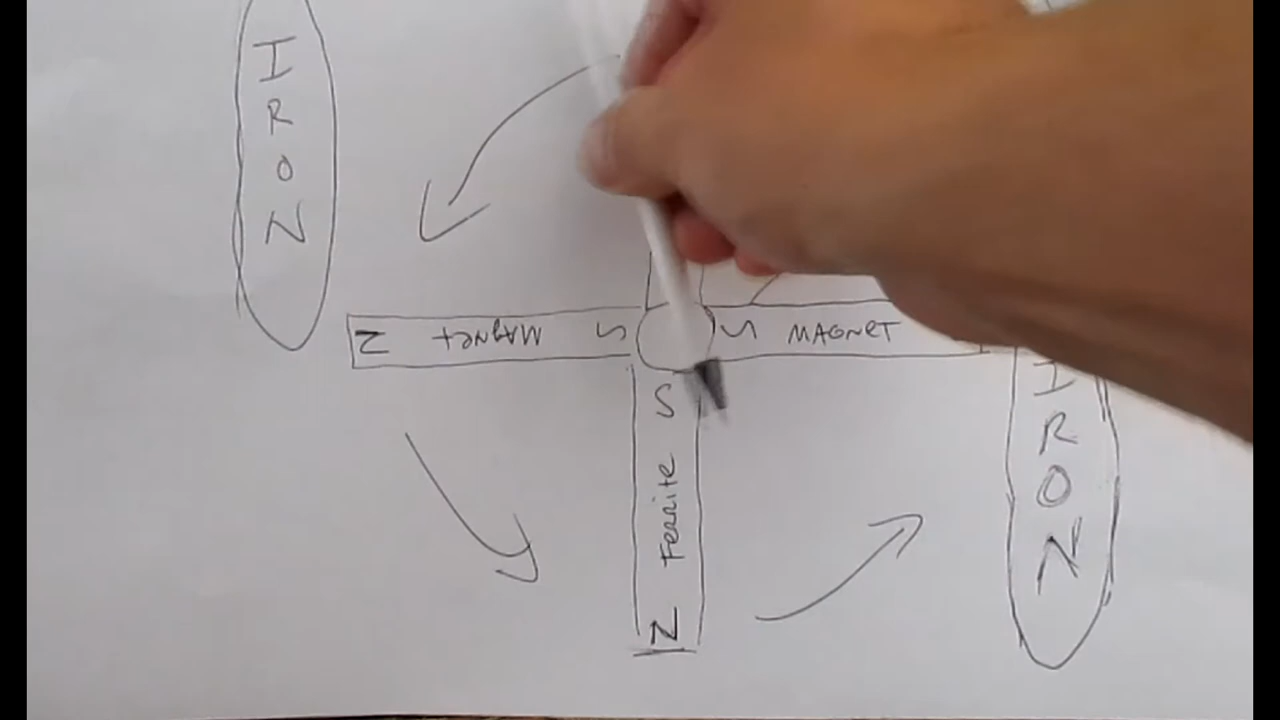 IRON
N MAGNET S
S MAGNET
S
Ferrite
N
IRON